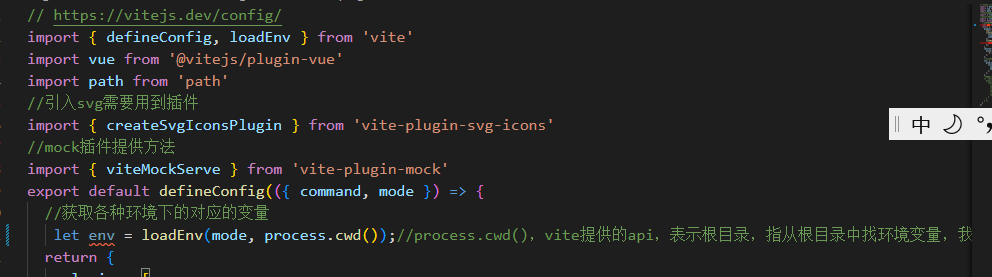 // https://vitejs.dev/config/
import { defineConfig, loadEnv } from 'vite'
import vue from '@vitejs/plugin-vue'
import path from 'path'
//引入svg需要用到插件
import { createSvgIconsPlugin } from 'vite-plugin-svg-icons'
中
//mock插件提供方法
import { viteMockServe } from 'vite-plugin-mock'
export default defineConfig(({ command, mode }) => {
//获取各种环境下的对应的变量
let env = loadEnv(mode, process.cwd());//process.cwd(), vite提供的api, 表示根目录, 指从根目录中找环境变量, 我
return {